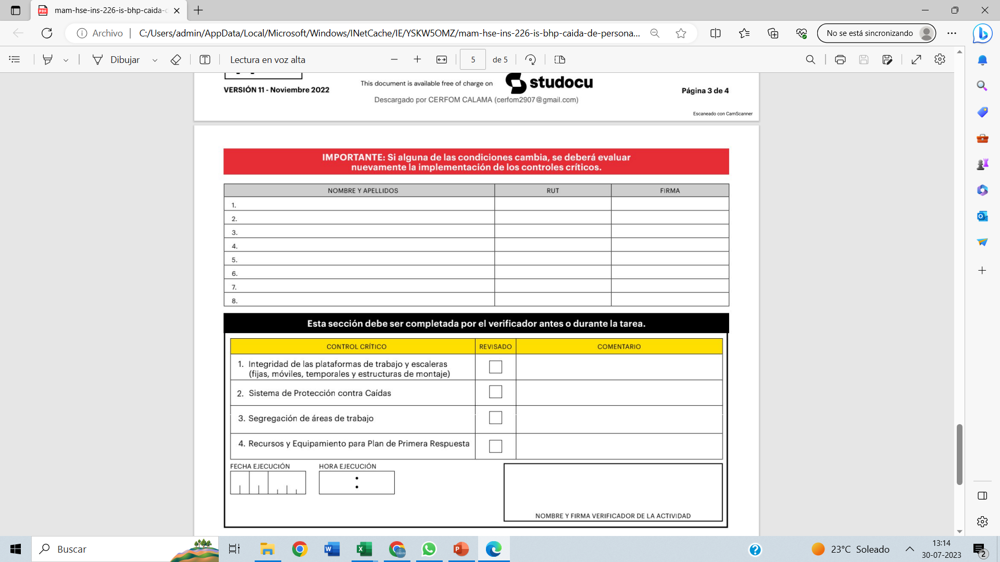 mam-hse-ins-226-is-bhp-caida-
Archivo
C:/Users/admin/AppData/Local/Microsoft/Windows/INetCache/IE/YSKW5OMZ/mam-hse-ins-226-is-bhp-caida-de-persona...
No se está sincronizando
Dibujar
Lectura en voz alta
5 de 5
VERSIÓN 11 - Noviembre 2022
This document is available free of charge on
studocu
Página 3 de 4
Descargado por CERFOM CALAMA (cerfom2907@gmail.com)
Escaneado con CamScanner
IMPORTANTE: Si alguna de las condiciones cambia, se deberá evaluar
nuevamente la implementación de los controles críticos.
NOMBRE Y APELLIDOS RUT FIRMA
1.
2.
3.
4.
5.
6.
7.
8.
Esta sección debe ser completada por el verificador antes o durante la tarea.
CONTROL CRÍTICO REVISADO COMENTARIO
1. Integridad de las plataformas de trabajo y escaleras
(fijas, móviles, temporales y estructuras de montaje)
2. Sistema de Protección contra Caídas
3. Segregación de áreas de trabajo
4. Recursos y Equipamiento para Plan de Primera Respuesta
FECHA EJECUCIÓN HORA EJECUCIÓN
:
NOMBRE Y FIRMA VERIFICADOR DE LA ACTIVIDAD
Buscar
23°C Soleado
13:14
30-07-2023
2